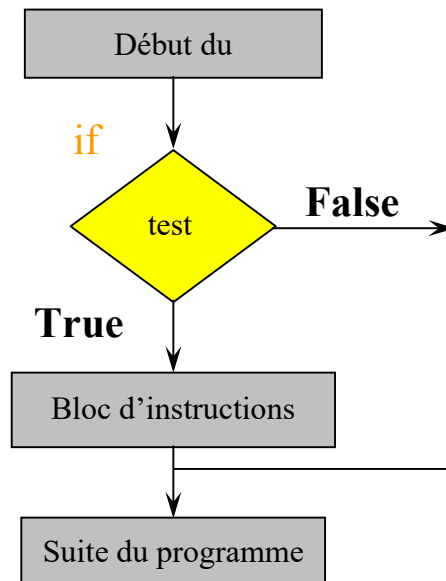 Début du
if
test
False
True
Bloc d’instructions
Suite du programme